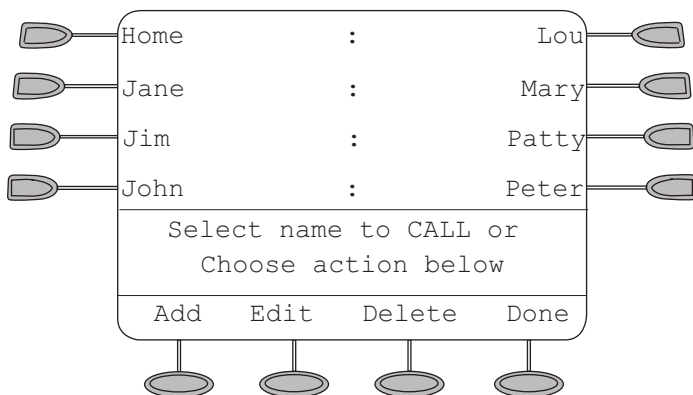 Home : Lou
Jane : Mary
Jim : Patty
John : Peter
Select name to CALL or
Choose action below
Add Edit Delete Done